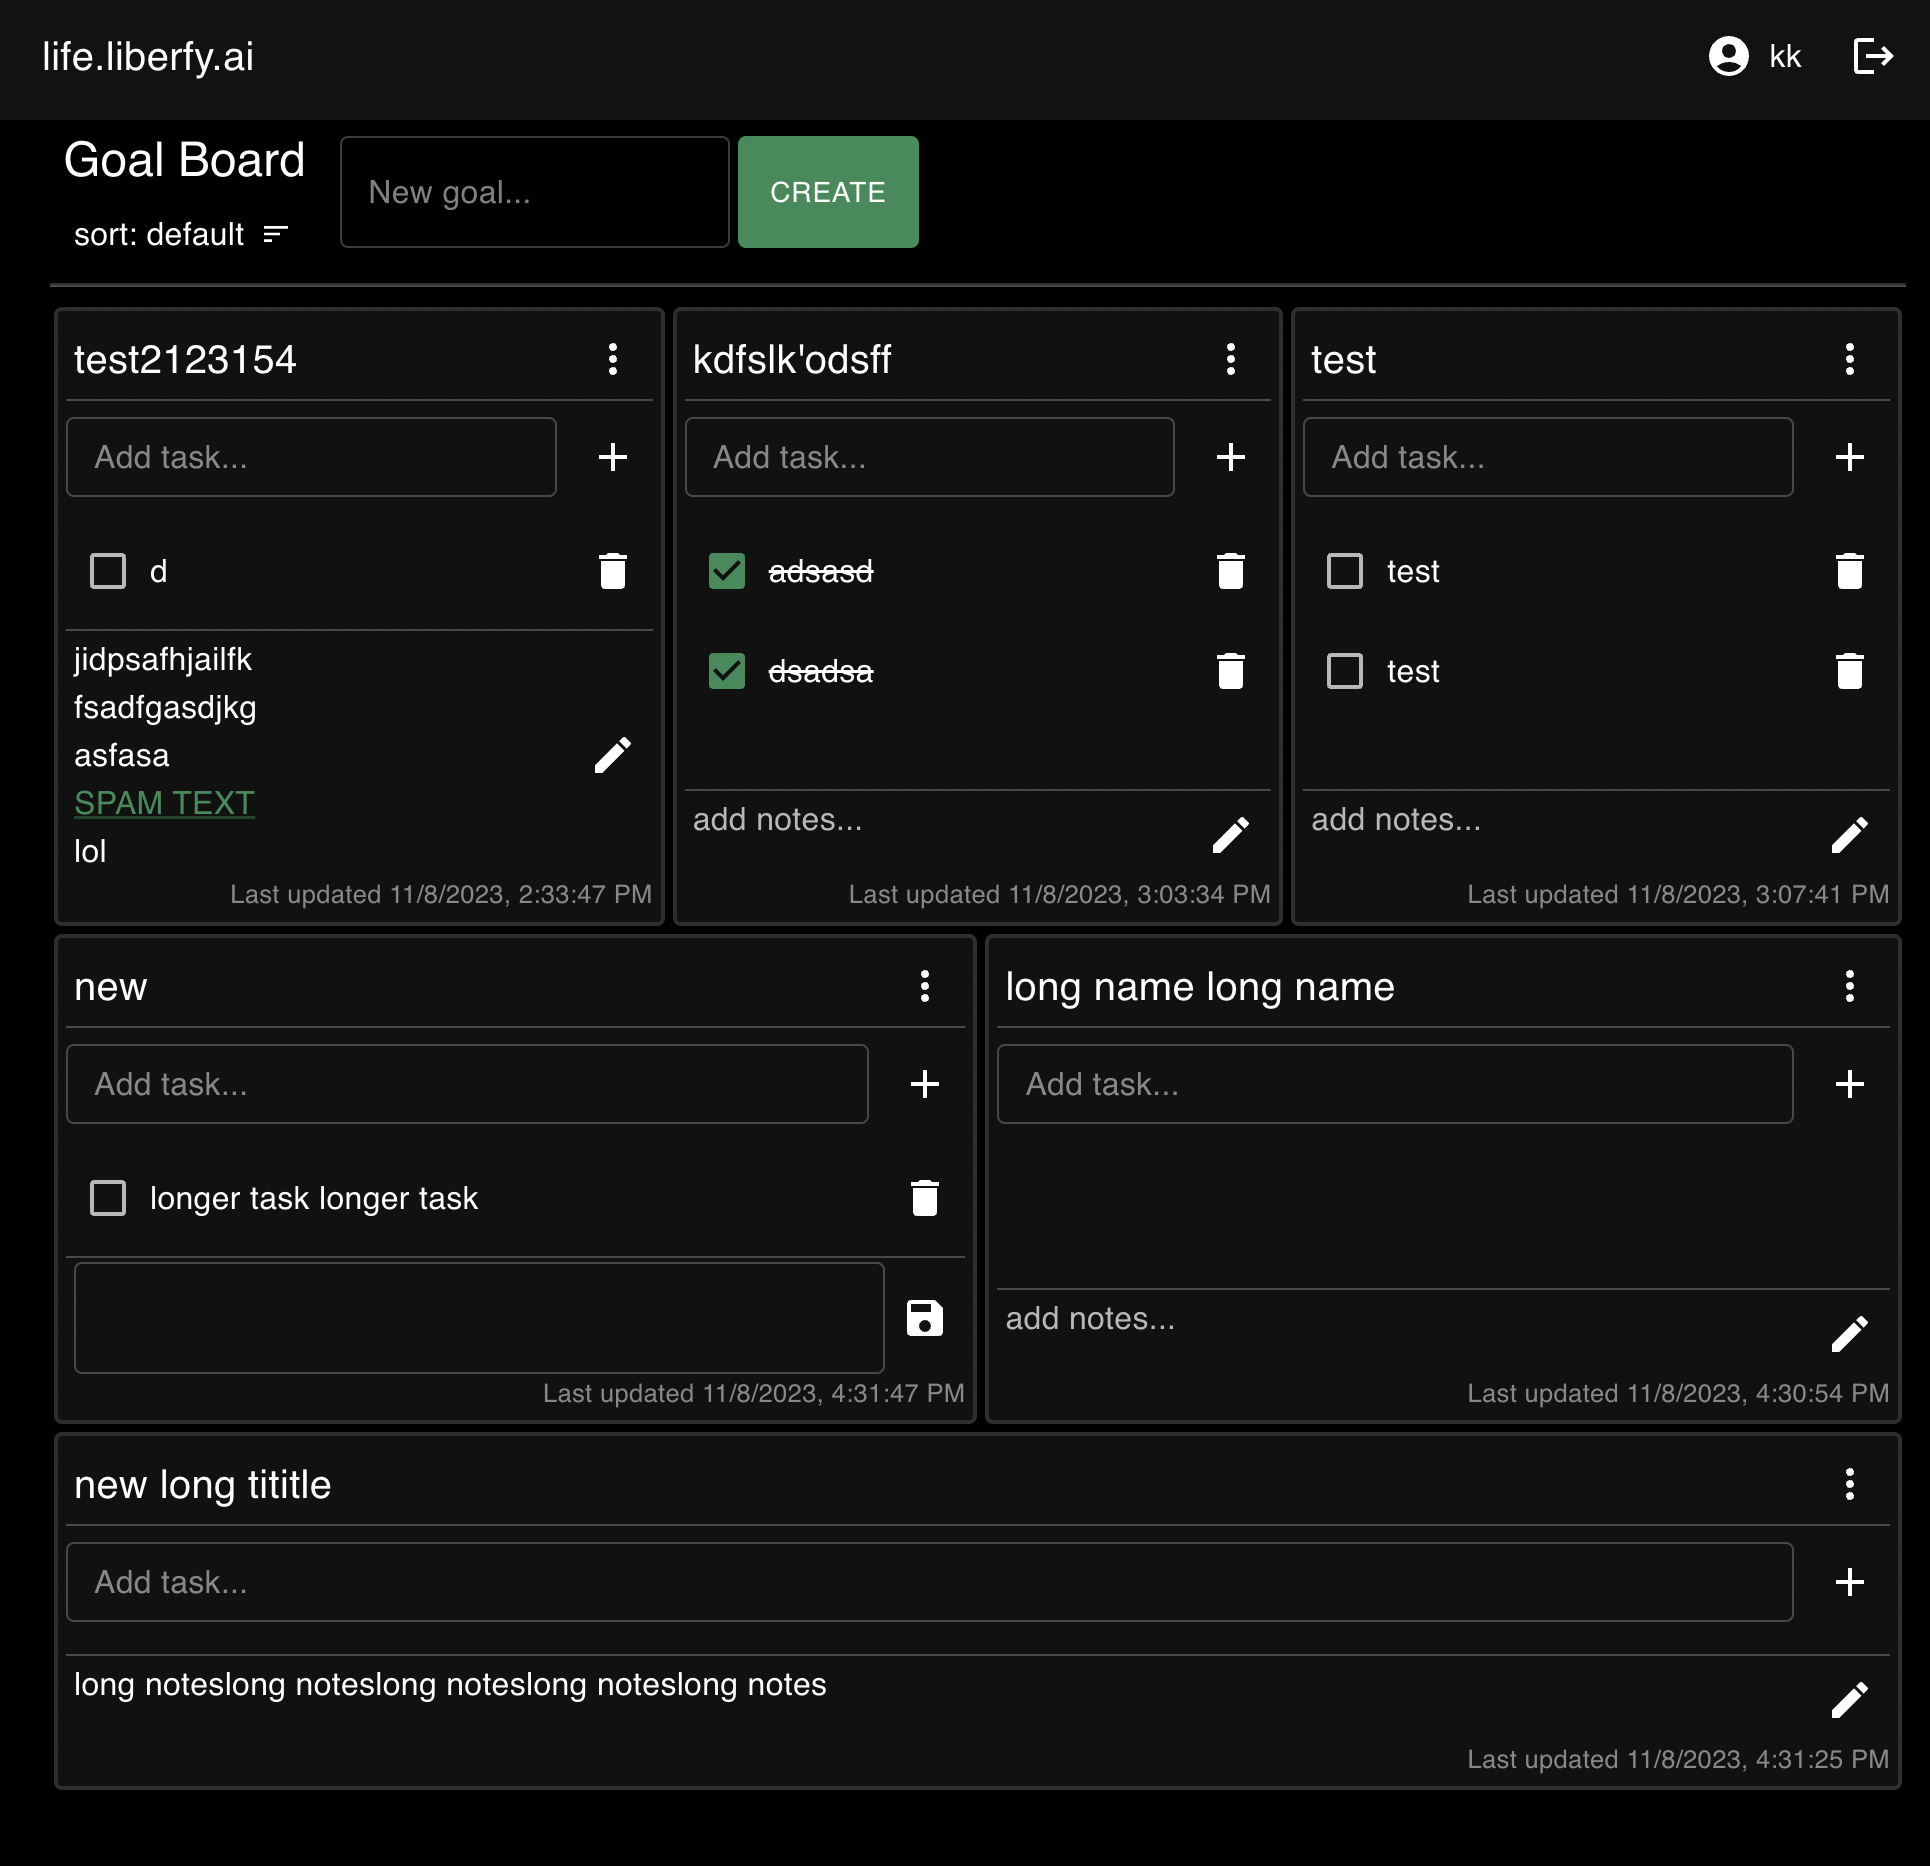 life.liberfy.ai
kk
Goal Board
sort: default
New goal...
CREATE
test2123154
Add task...
d
jidpsafhjailfk
fsadfgasdjkg
asfasa
SPAM TEXT
lol
Last updated 11/8/2023, 2:33:47 PM
kdfslk'odsff
Add task...
adsasd
dsadsa
add notes...
Last updated 11/8/2023, 3:03:34 PM
test
Add task...
test
test
add notes...
Last updated 11/8/2023, 3:07:41 PM
new
Add task...
longer task longer task
Last updated 11/8/2023, 4:31:47 PM
long name long name
Add task...
add notes...
Last updated 11/8/2023, 4:30:54 PM
new long tititle
Add task...
long noteslong noteslong noteslong noteslong notes
Last updated 11/8/2023, 4:31:25 PM